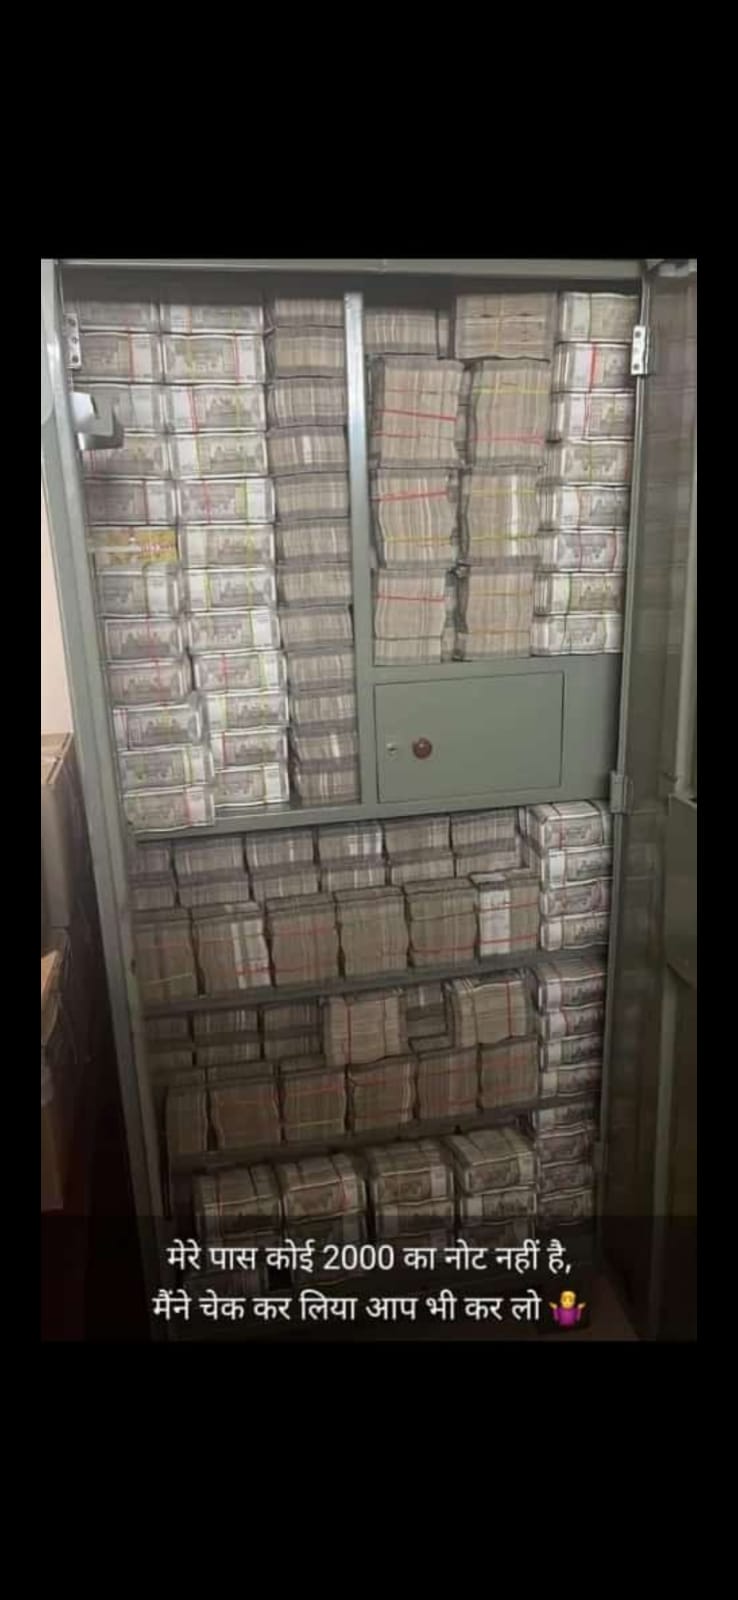 मेरे पास कोई 2000 का नोट नहीं है,
मैंने चेक कर लिया आप भी कर लो 🤷‍♀️